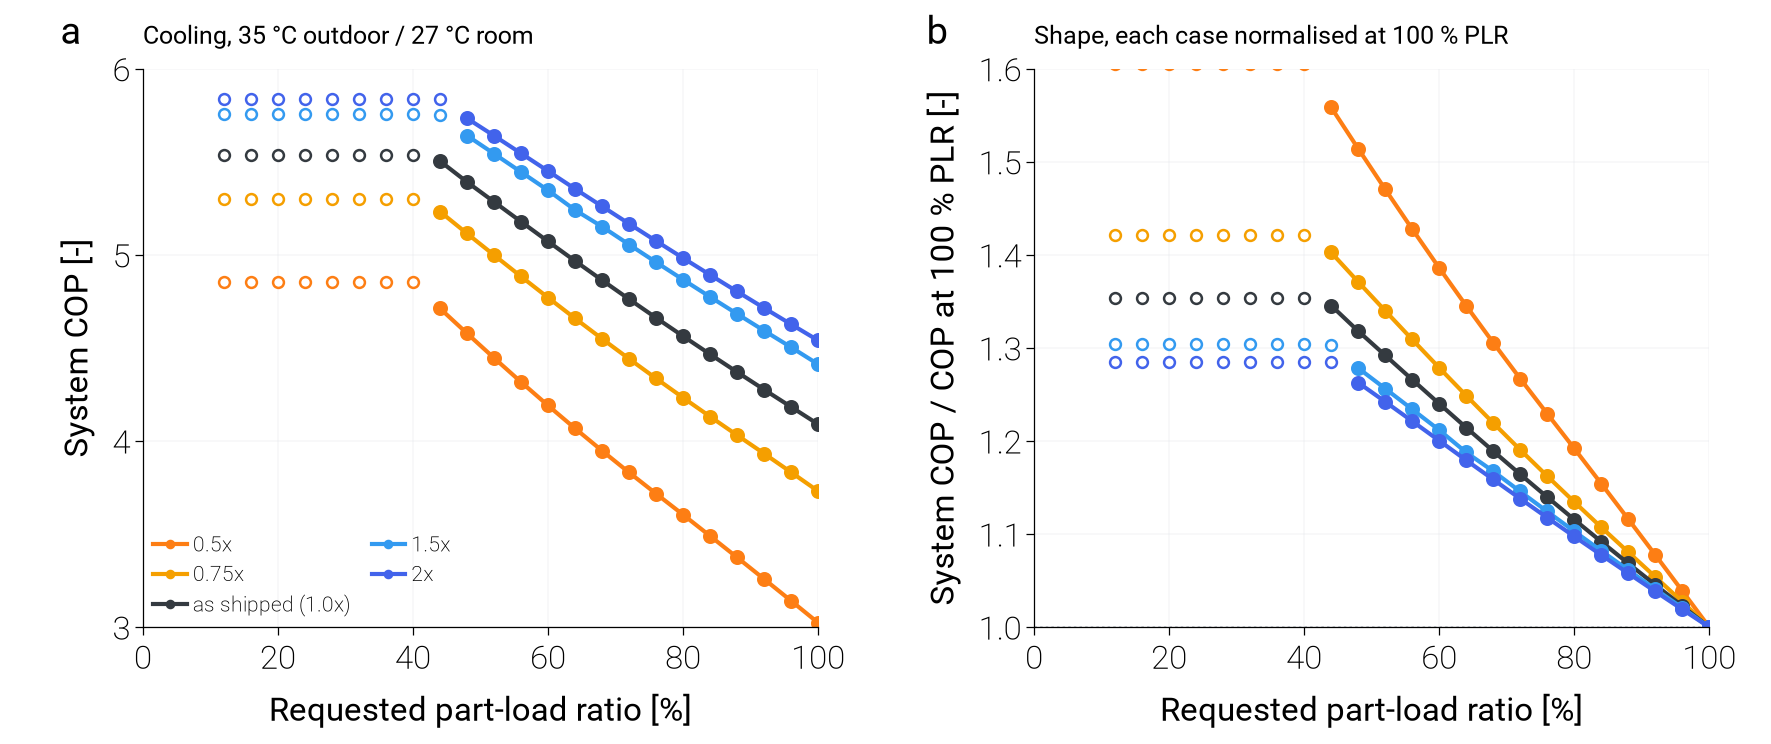 a
Cooling, 35 °C outdoor / 27 °C room
6
5
4
3
0
20
40
60
80
100
System COP [-]
Requested part-load ratio [%]
0.5x
0.75x
as shipped (1.0x)
1.5x
2x
b
Shape, each case normalised at 100 % PLR
1.6
1.5
1.4
1.3
1.2
1.1
1.0
0
20
40
60
80
100
System COP / COP at 100 % PLR [-]
Requested part-load ratio [%]